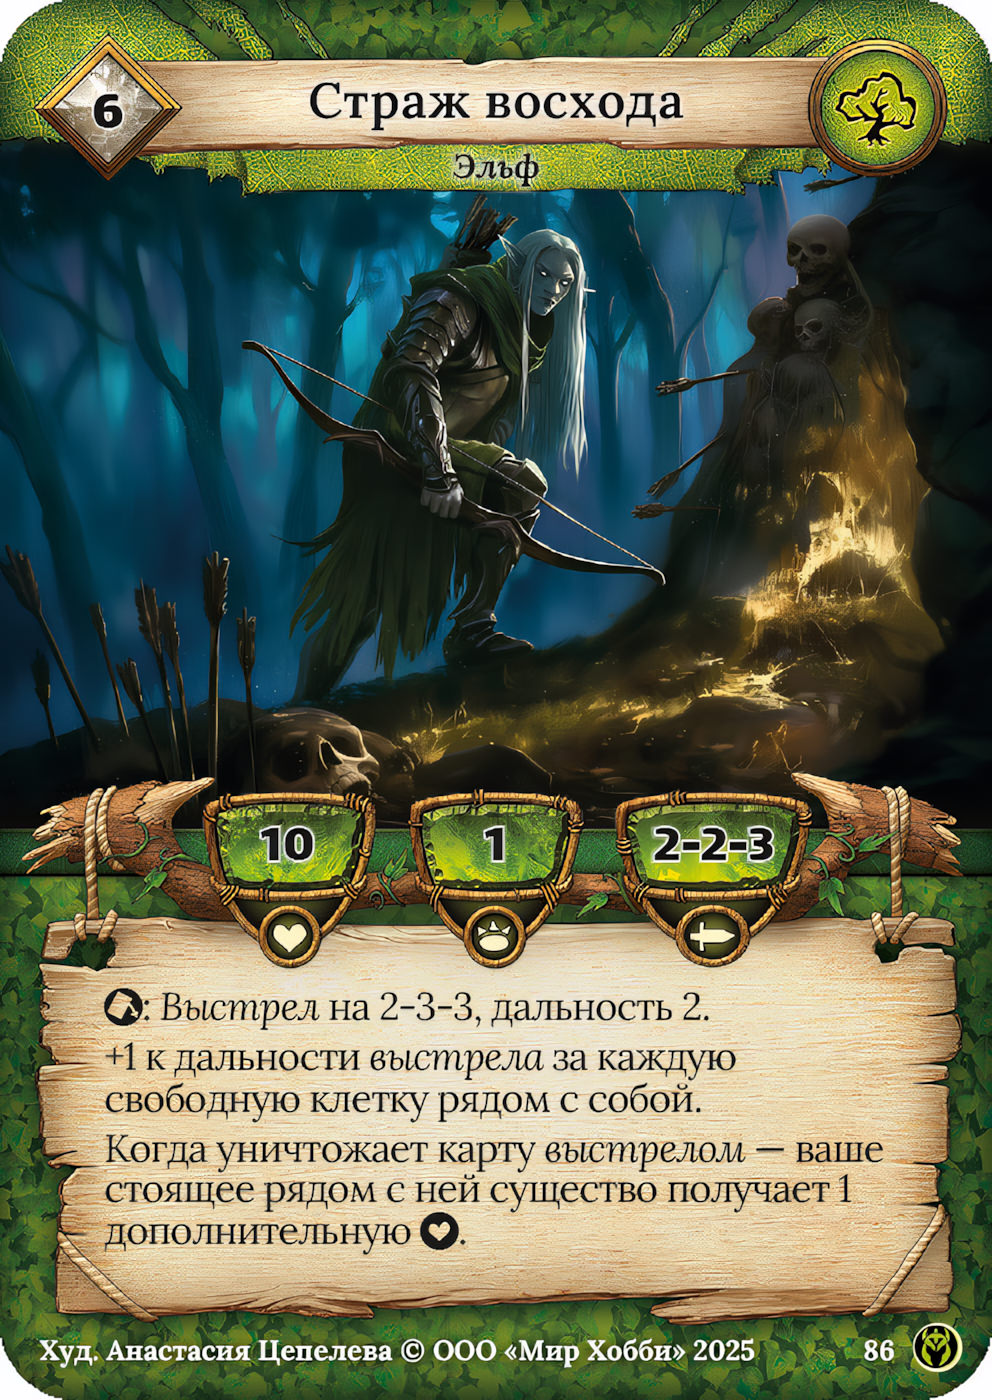 6
Страж восхода
Эльф
10
1
2-2-3
: Выстрел на 2-3-3, дальность 2.
+1 к дальности выстрела за каждую
свободную клетку рядом с собой.
Когда уничтожает карту выстрелом — ваше
стоящее рядом с ней существо получает 1
дополнительную .
Худ. Анастасия Цепелева © ООО «Мир Хобби» 2025
86